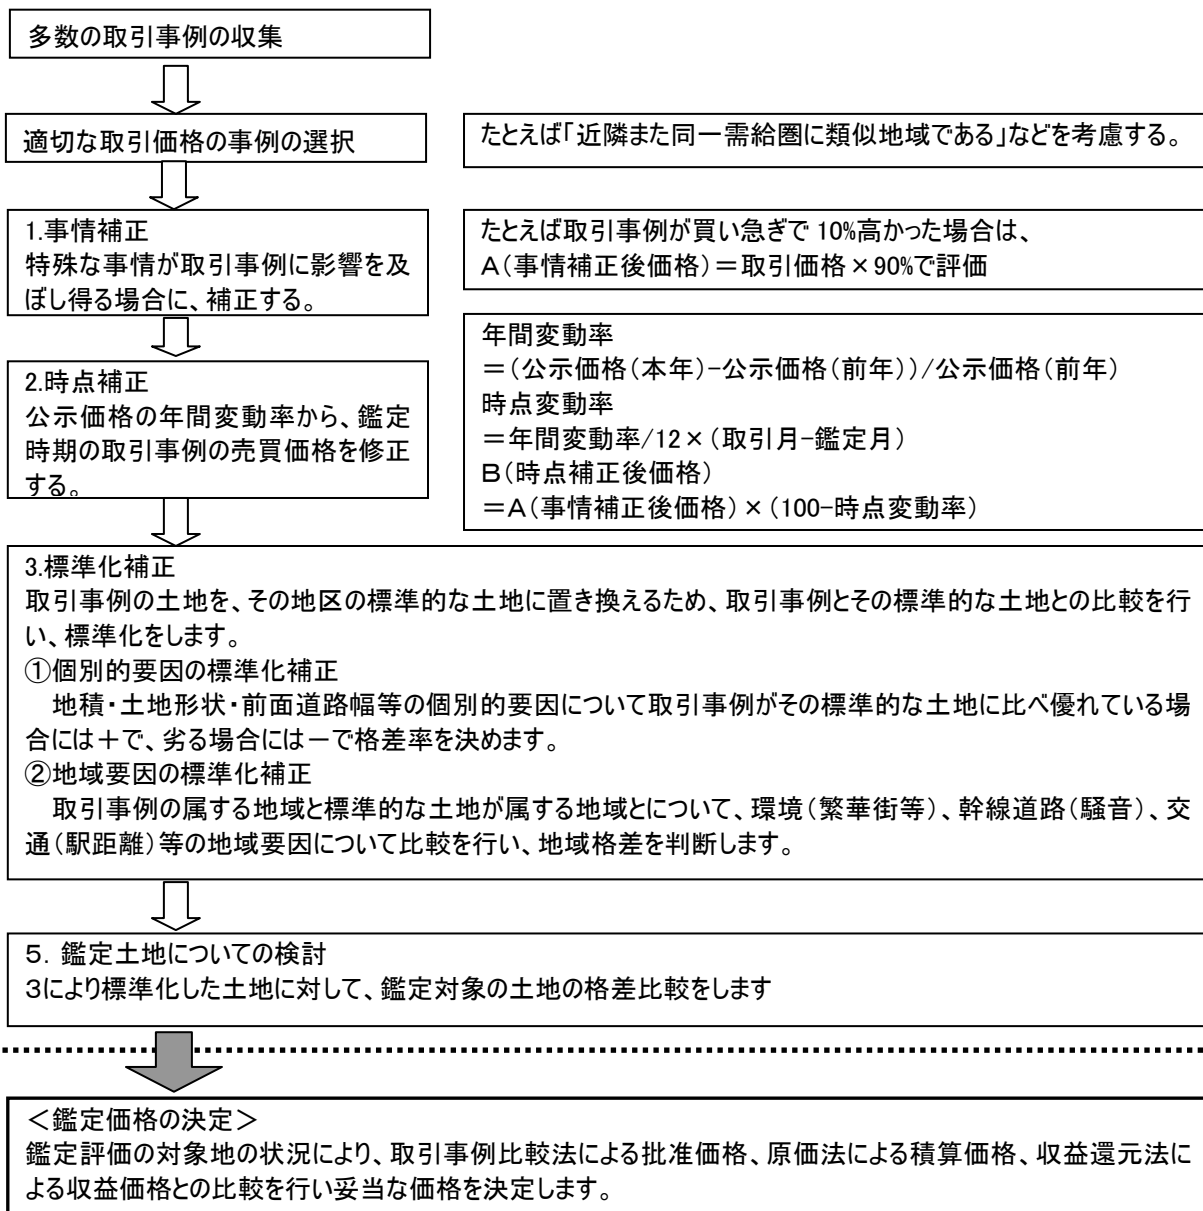 多数の取引事例の収集
適切な取引価格の事例の選択
たとえば「近隣また同一需給圏に類似地域である」などを考慮する。
1.事情補正
特殊な事情が取引事例に影響を及
ぼし得る場合に、補正する。
たとえば取引事例が買い急ぎで 10%高かった場合は、
A(事情補正後価格)=取引価格×90%で評価
2.時点補正
公示価格の年間変動率から、鑑定
時期の取引事例の売買価格を修正
する。
年間変動率
=(公示価格(本年)-公示価格(前年))/公示価格(前年)
時点変動率
=年間変動率/12×(取引月-鑑定月)
B(時点補正後価格)
=A(事情補正後価格)×(100-時点変動率)
3.標準化補正
取引事例の土地を、その地区の標準的な土地に置き換えるため、取引事例とその標準的な土地との比較を行
い、標準化をします。
①個別的要因の標準化補正
地積・土地形状・前面道路幅等の個別的要因について取引事例がその標準的な土地に比べ優れている場
合には+で、劣る場合には-で格差率を決めます。
②地域要因の標準化補正
取引事例の属する地域と標準的な土地が属する地域とについて、環境(繁華街等)、幹線道路(騒音)、交
通(駅距離)等の地域要因について比較を行い、地域格差を判断します。
5. 鑑定土地についての検討
3により標準化した土地に対して、鑑定対象の土地の格差比較をします
<鑑定価格の決定>
鑑定評価の対象地の状況により、取引事例比較法による批准価格、原価法による積算価格、収益還元法に
よる収益価格との比較を行い妥当な価格を決定します。